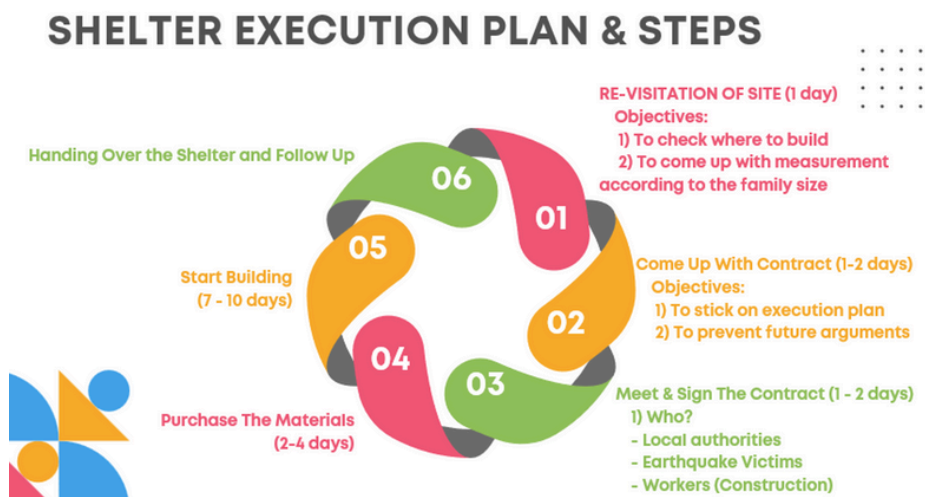 SHELTER EXECUTION PLAN & STEPS
01
RE-VISITATION OF SITE (1 day)
Objectives:
1) To check where to build
2) To come up with measurement
according to the family size
02
Come Up With Contract (1-2 days)
Objectives:
1) To stick on execution plan
2) To prevent future arguments
03
Meet & Sign The Contract (1 - 2 days)
1) Who?
- Local authorities
- Earthquake Victims
- Workers (Construction)
04
Purchase The Materials
(2-4 days)
05
Start Building
(7 - 10 days)
06
Handing Over the Shelter and Follow Up